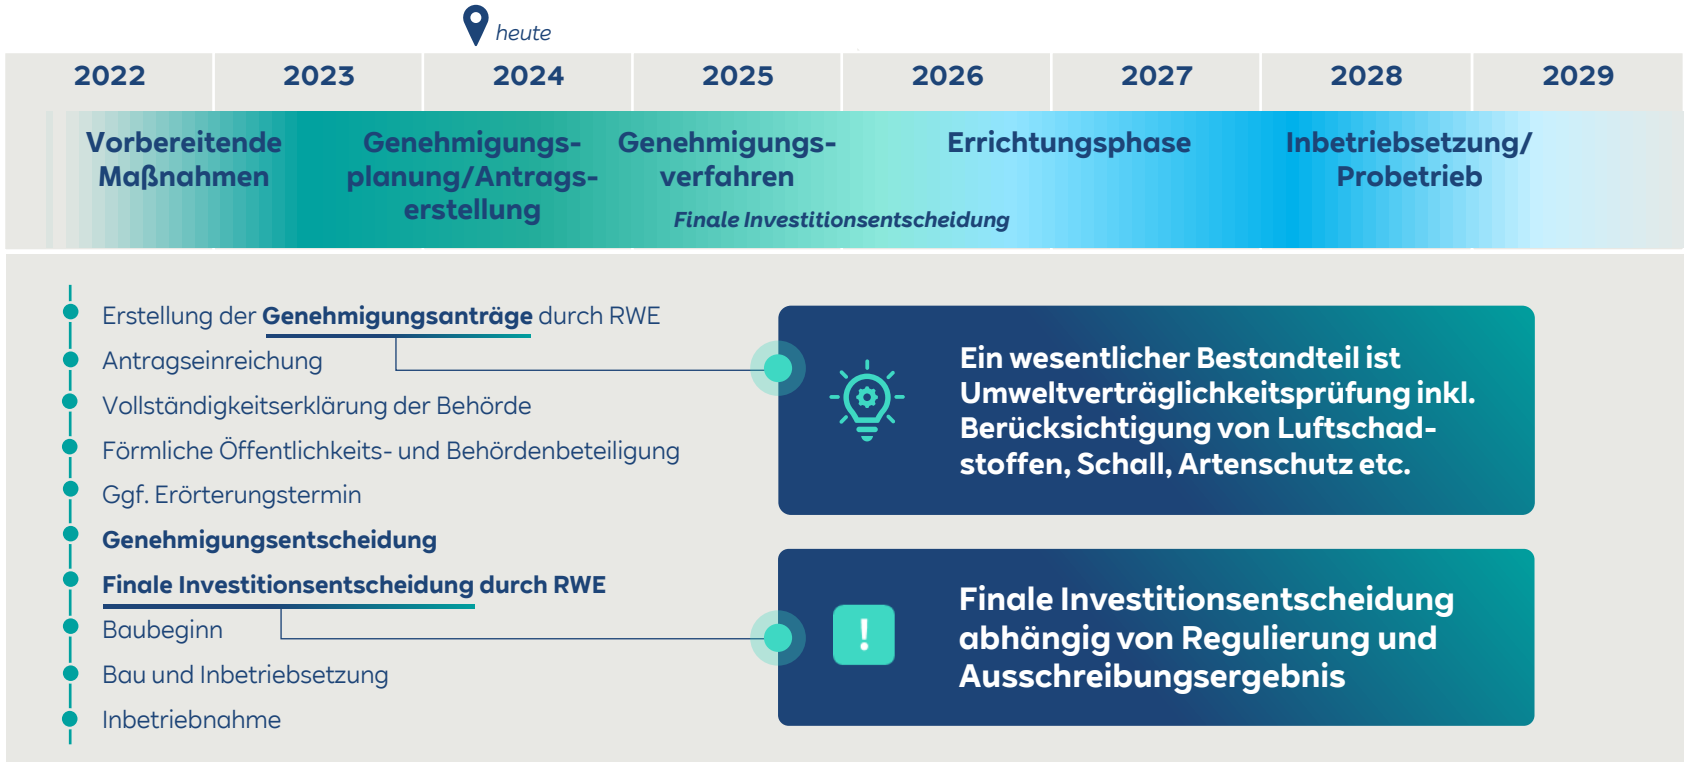 heute
2022 2023 2024 2025 2026 2027 2028 2029
Vorbereitende
Maßnahmen
Genehmigungs-
planung/Antrags-
erstellung
Genehmigungs-
verfahren
Finale Investitionsentscheidung
Errichtungsphase
Inbetriebsetzung/
Probetrieb
Erstellung der Genehmigungsanträge durch RWE
Antragseinreichung
Vollständigkeitserklärung der Behörde
Förmliche Öffentlichkeits- und Behördenbeteiligung
Ggf. Erörterungstermin
Genehmigungsentscheidung
Finale Investitionsentscheidung durch RWE
Baubeginn
Bau und Inbetriebsetzung
Inbetriebnahme
Ein wesentlicher Bestandteil ist
Umweltverträglichkeitsprüfung inkl.
Berücksichtigung von Luftschad-
stoffen, Schall, Artenschutz etc.
!
Finale Investitionsentscheidung
abhängig von Regulierung und
Ausschreibungsergebnis